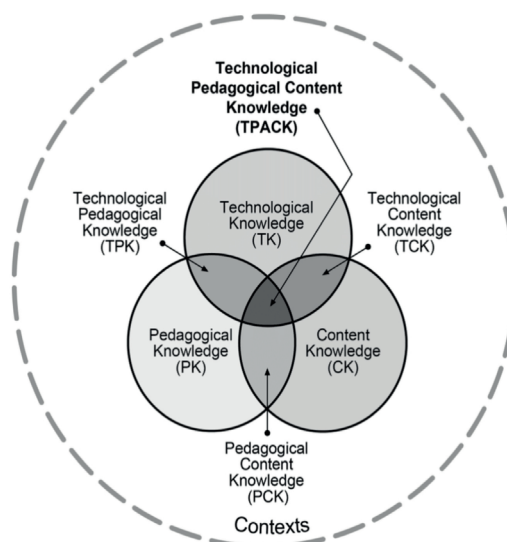 Technological
Pedagogical Content
Knowledge
(TPACK)
Technological
Pedagogical
Knowledge
(TPK)
Technological
Knowledge
(TK)
Technological
Content
Knowledge
(TCK)
Pedagogical
Knowledge
(PK)
Content
Knowledge
(CK)
Pedagogical
Content
Knowledge
(PCK)
Contexts